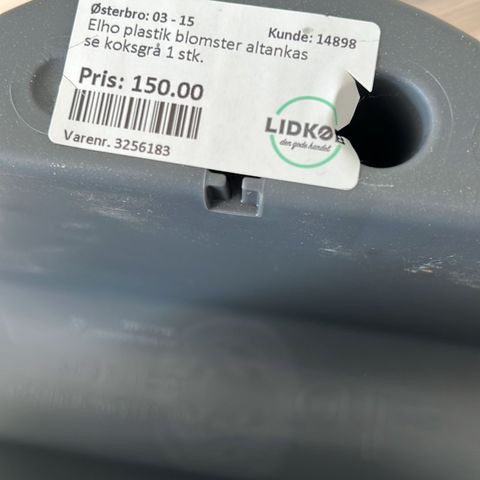 Østerbro: 03 - 15 Kunde: 14898
Elho plastik blomster altankas
se koksgrå 1 stk.
Pris: 150.00
Varenr. 3256183
LIDKØB
den gode handel